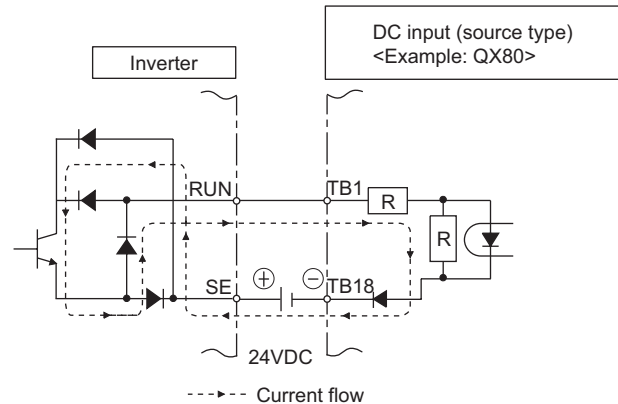 DC input (source type)
<Example: QX80>
Inverter
RUN
TB1
R
R
SE
+
−
TB18
24VDC
Current flow